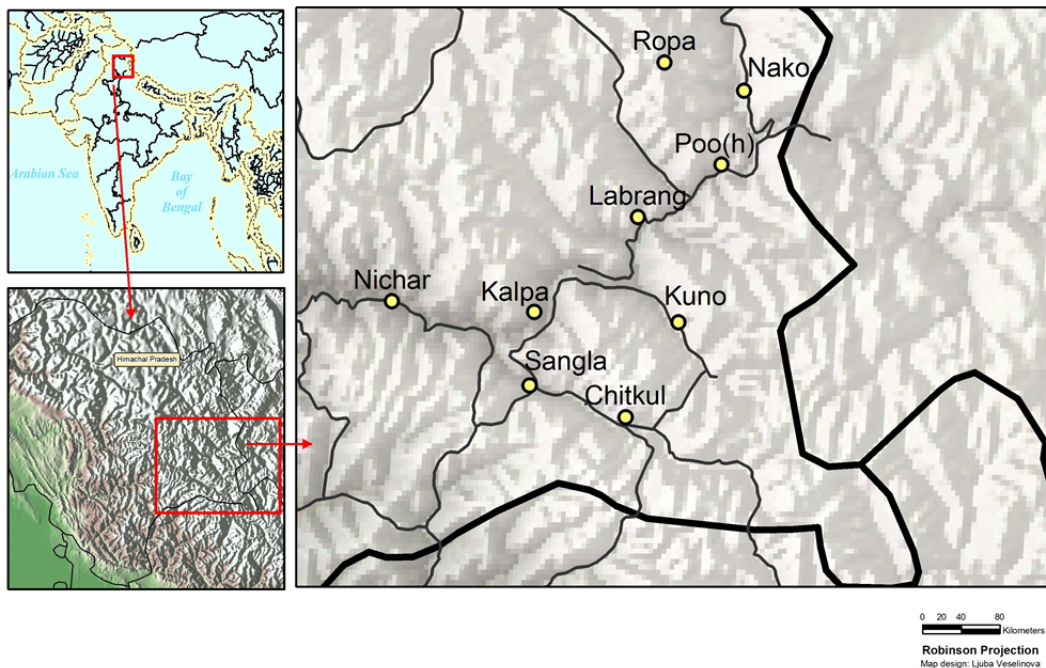 Arabian Sea
Bay
of
Bengal
Himachal Pradesh
Ropa
Nako
Poo(h)
Labrang
Nichar
Kalpa
Kuno
Sangla
Chitkul
0 20 40 80
Kilometers
Robinson Projection
Map design: Ljuba Veselinova